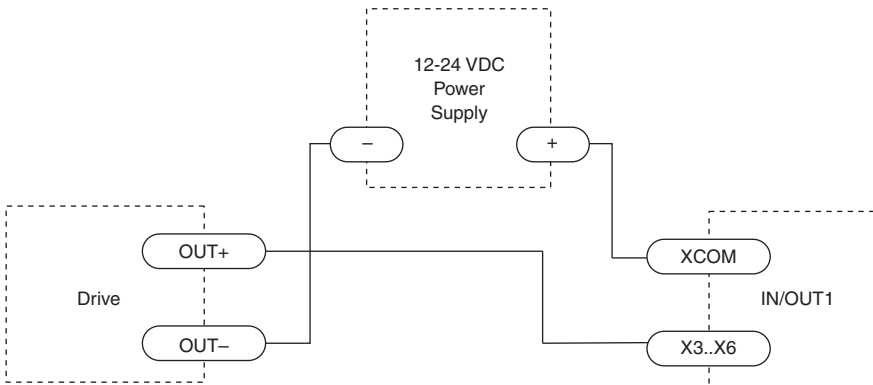 12-24 VDC
Power
Supply
–
+
OUT+
XCOM
Drive
IN/OUT1
OUT–
X3..X6